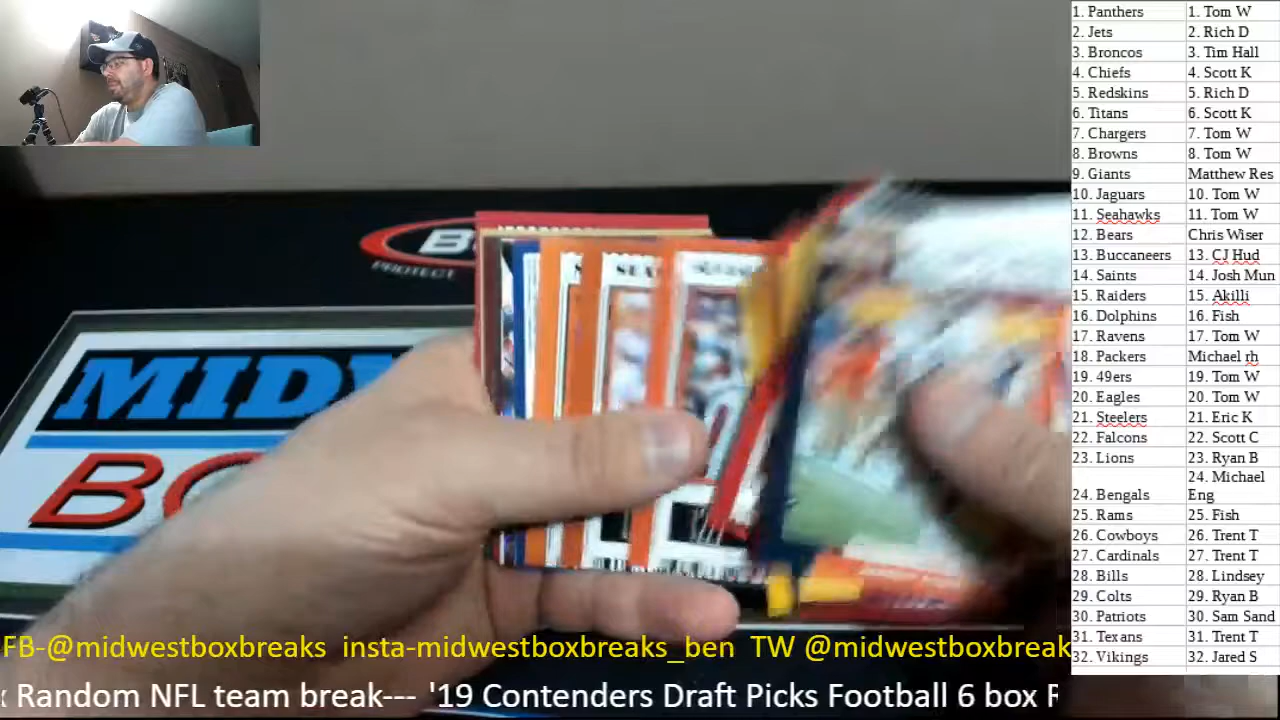 1. Panthers 1. Tom W
2. Jets 2. Rich D
3. Broncos 3. Tim Hall
4. Chiefs 4. Scott K
5. Redskins 5. Rich D
6. Titans 6. Scott K
7. Chargers 7. Tom W
8. Browns 8. Tom W
9. Giants Matthew Res
10. Jaguars 10. Tom W
11. Seahawks 11. Tom W
12. Bears Chris Wiser
13. Buccaneers 13. CJ Hud
14. Saints 14. Josh Mun
15. Raiders 15. Akilli
16. Dolphins 16. Fish
17. Ravens 17. Tom W
18. Packers Michael rh
19. 49ers 19. Tom W
20. Eagles 20. Tom W
21. Steelers 21. Eric K
22. Falcons 22. Scott C
23. Lions 23. Ryan B
24. Michael
24. Bengals Eng
25. Rams 25. Fish
26. Cowboys 26. Trent T
27. Cardinals 27. Trent T
28. Bills 28. Lindsey
29. Colts 29. Ryan B
30. Patriots 30. Sam Sand
31. Texans 31. Trent T
32. Vikings 32. Jared S
PROTECT
MIDW
BO
FB-@midwestboxbreaks insta-midwestboxbreaks_ben TW @midwestboxbreak
Random NFL team break--- '19 Contenders Draft Picks Football 6 box